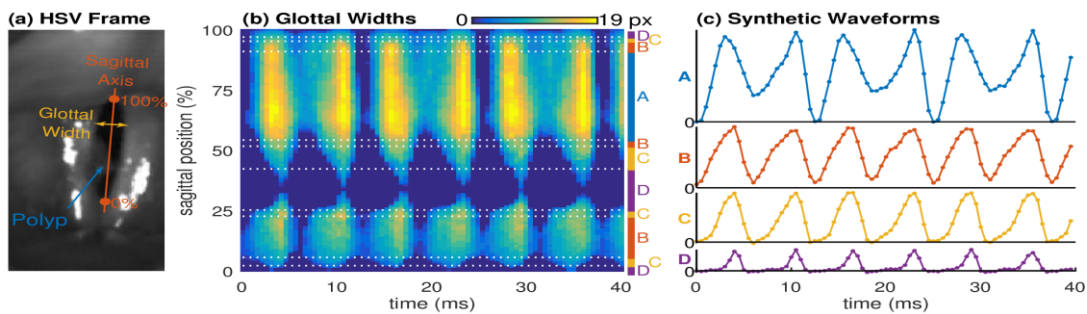 (a) HSV Frame
Sagittal
Axis
100%
Glottal
Width
0%
Polyp
(b) Glottal Widths
0
19 px
sagittal position (%)
100
75
50
25
0
D
C
B
A
B
C
D
C
B
C
D
0
10
20
30
40
time (ms)
(c) Synthetic Waveforms
A
0
B
0
C
0
D
0
0
10
20
30
40
time (ms)